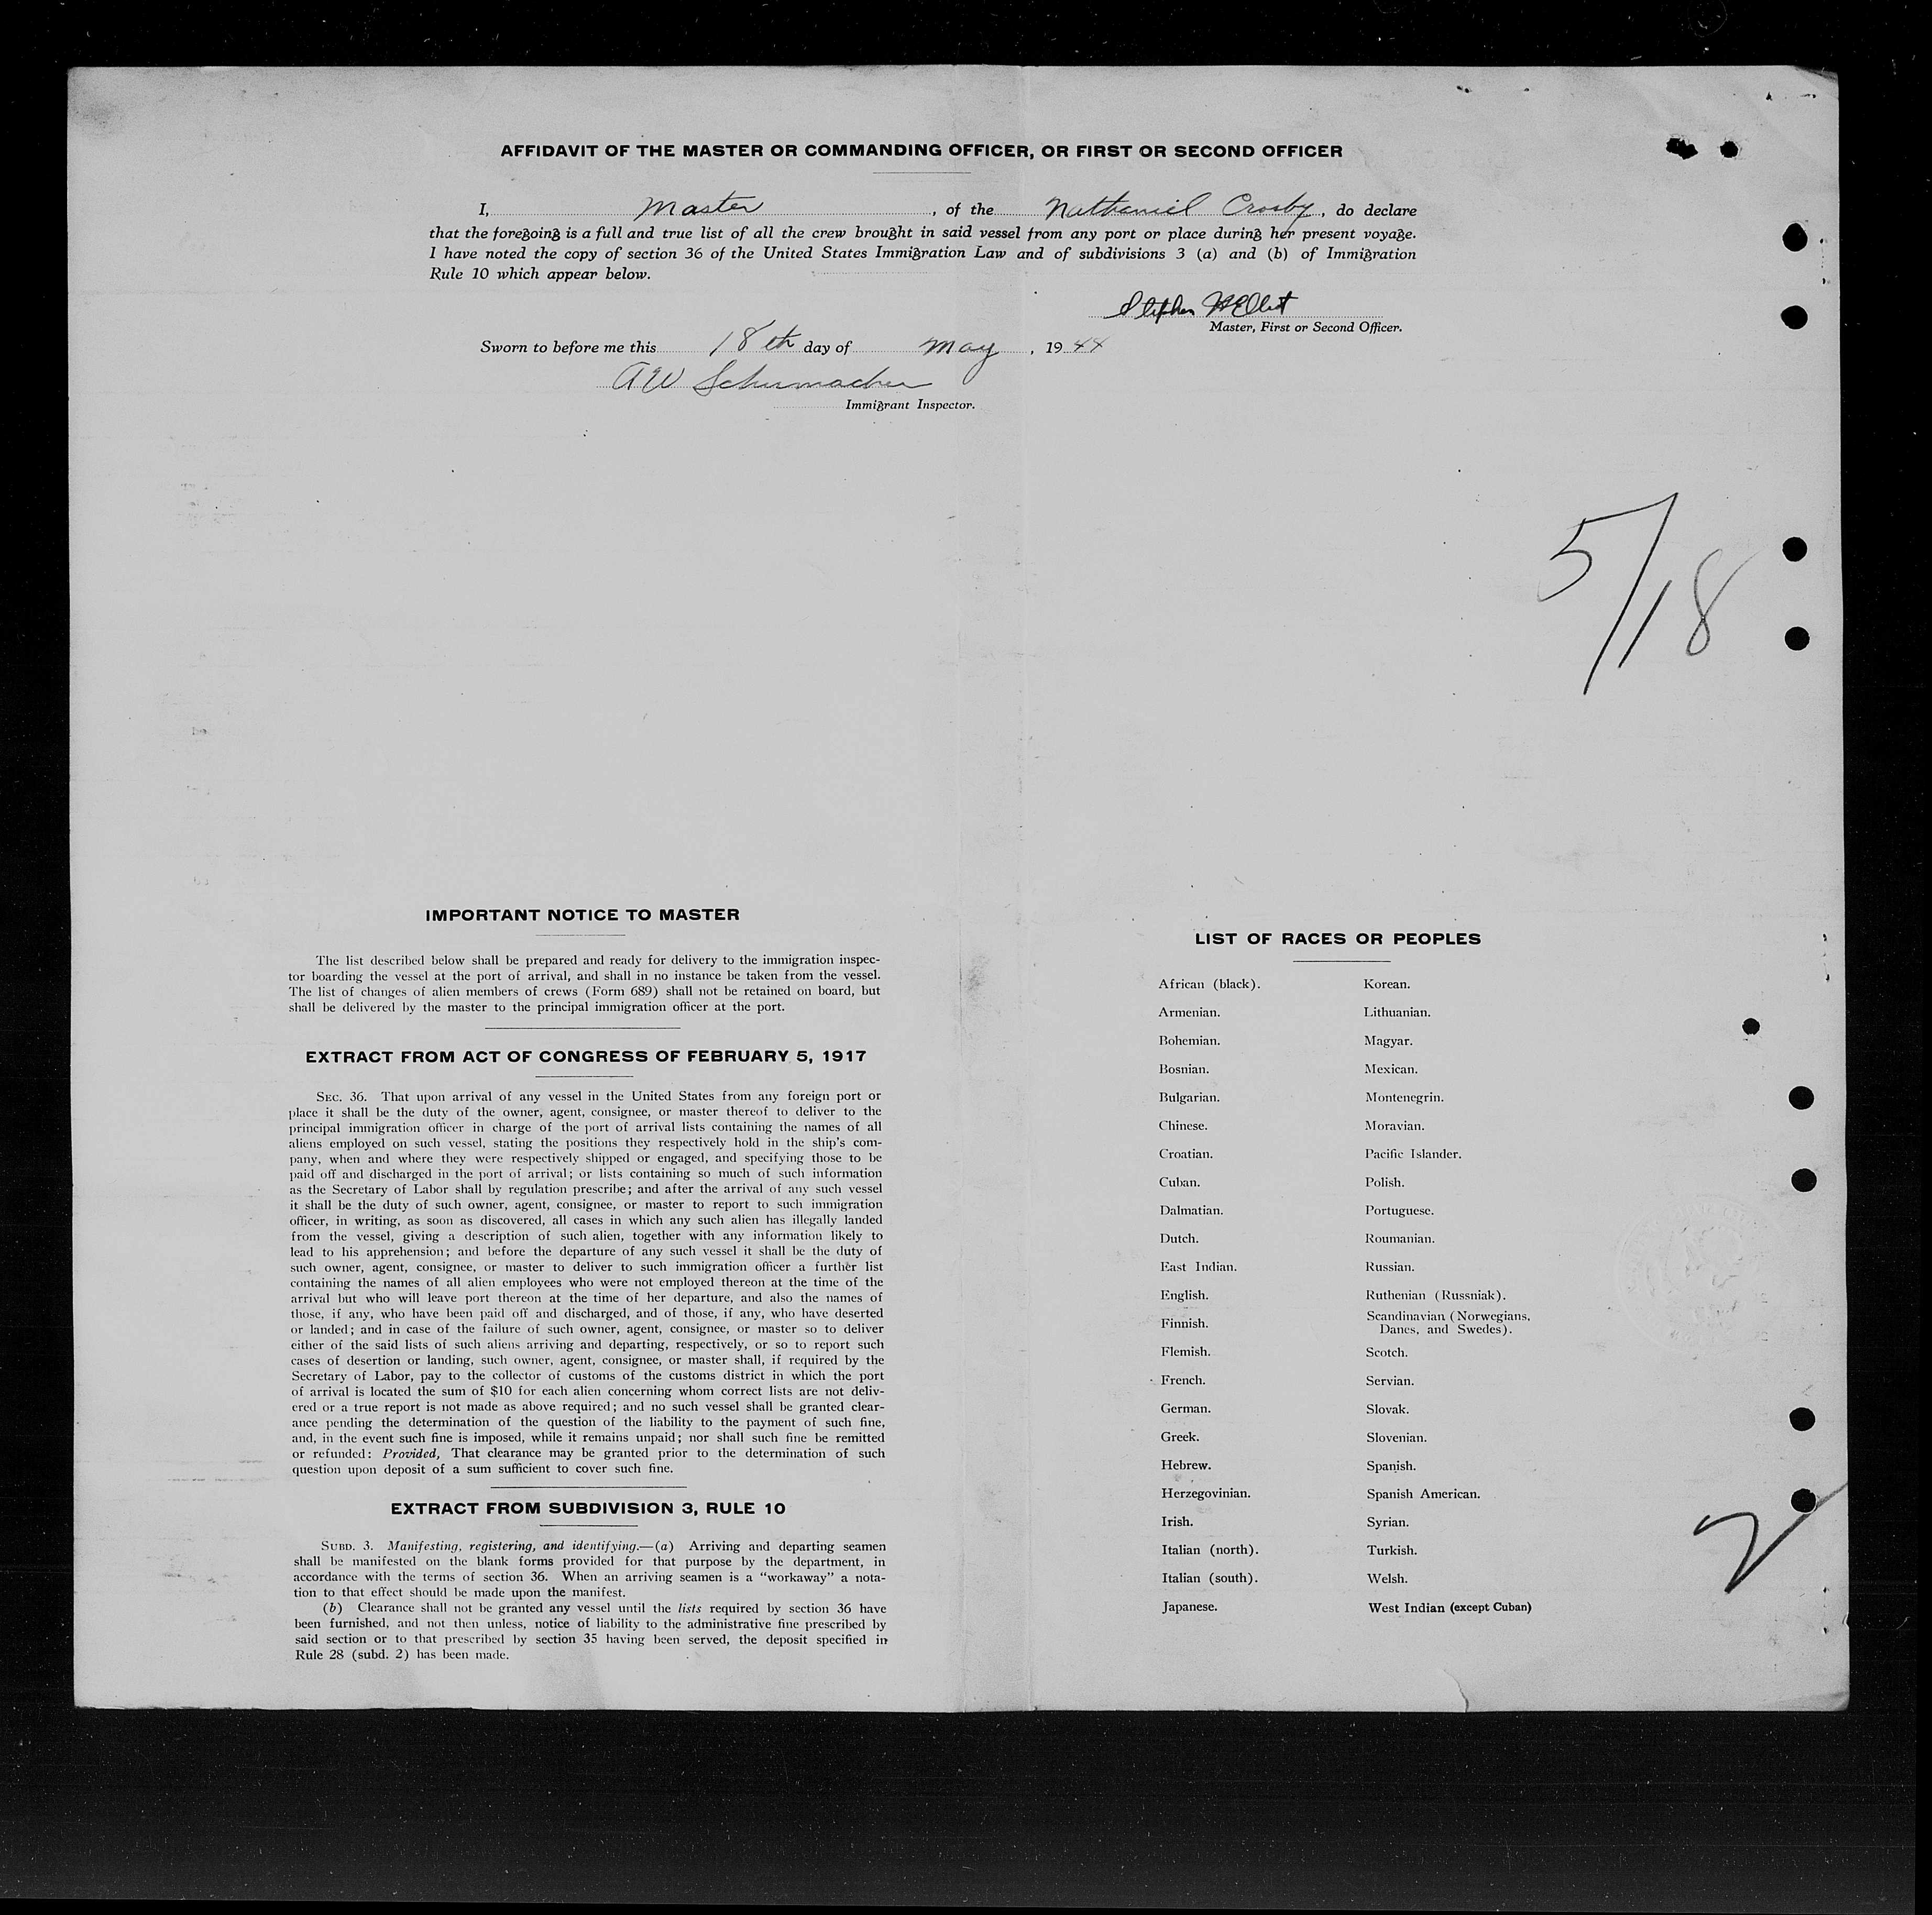 AFFIDAVIT OF THE MASTER OR COMMANDING OFFICER, OR FIRST OR SECOND OFFICER
I, Master, of the Nathaniel Crosby, do declare
that the foregoing is a full and true list of all the crew brought in said vessel from any port or place during her present voyage.
I have noted the copy of section 36 of the United States Immigration Law and of subdivisions 3 (a) and (b) of Immigration
Rule 10 which appear below.
Stephen
Master, First or Second Officer.
Sworn to before me this 18th day of May, 1944
AW Schumacher
Immigrant Inspector.
5/18
IMPORTANT NOTICE TO MASTER
The list described below shall be prepared and ready for delivery to the immigration inspec-
tor boarding the vessel at the port of arrival, and shall in no instance be taken from the vessel.
The list of changes of alien members of crews (Form 689) shall not be retained on board, but
shall be delivered by the master to the principal immigration officer at the port.
EXTRACT FROM ACT OF CONGRESS OF FEBRUARY 5, 1917
SEC. 36. That upon arrival of any vessel in the United States from any foreign port or
place it shall be the duty of the owner, agent, consignee, or master thereof to deliver to the
principal immigration officer in charge of the port of arrival lists containing the names of all
aliens employed on such vessel, stating the positions they respectively hold in the ship's com-
pany, when and where they were respectively shipped or engaged, and specifying those to be
paid off and discharged in the port of arrival; or lists containing so much of such information
as the Secretary of Labor shall by regulation prescribe; and after the arrival of any such vessel
it shall be the duty of such owner, agent, consignee, or master to report to such immigration
officer, in writing, as soon as discovered, all cases in which any such alien has illegally landed
from the vessel, giving a description of such alien, together with any information likely to
lead to his apprehension; and before the departure of any such vessel it shall be the duty of
such owner, agent, consignee, or master to deliver to such immigration officer a further list
containing the names of all alien employees who were not employed thereon at the time of the
arrival but who will leave port thereon at the time of her departure, and also the names of
those, if any, who have been paid off and discharged, and of those, if any, who have deserted
or landed; and in case of the failure of such owner, agent, consignee, or master so to deliver
either of the said lists of such aliens arriving and departing, respectively, or so to report such
cases of desertion or landing, such owner, agent, consignee, or master shall, if required by the
Secretary of Labor, pay to the collector of customs of the customs district in which the port
of arrival is located the sum of $10 for each alien concerning whom correct lists are not deliv-
ered or a true report is not made as above required; and no such vessel shall be granted clear-
ance pending the determination of the question of the liability to the payment of such fine,
and, in the event such fine is imposed, while it remains unpaid; nor shall such fine be remitted
or refunded: Provided, That clearance may be granted prior to the determination of such
question upon deposit of a sum sufficient to cover such fine.
EXTRACT FROM SUBDIVISION 3, RULE 10
SUBD. 3. Manifesting, registering, and identifying.—(a) Arriving and departing seamen
shall be manifested on the blank forms provided for that purpose by the department, in
accordance with the terms of section 36. When an arriving seamen is a "workaway" a nota-
tion to that effect should be made upon the manifest.
(b) Clearance shall not be granted any vessel until the lists required by section 36 have
been furnished, and not then unless, notice of liability to the administrative fine prescribed by
said section or to that prescribed by section 35 having been served, the deposit specified in
Rule 28 (subd. 2) has been made.
LIST OF RACES OR PEOPLES
African (black). Korean.
Armenian. Lithuanian.
Bohemian. Magyar.
Bosnian. Mexican.
Bulgarian. Montenegrin.
Chinese. Moravian.
Croatian. Pacific Islander.
Cuban. Polish.
Dalmatian. Portuguese.
Dutch. Roumanian.
East Indian. Russian.
English. Ruthenian (Russniak).
Finnish. Scandinavian (Norwegians,
Danes, and Swedes).
Flemish. Scotch.
French. Servian.
German. Slovak.
Greek. Slovenian.
Hebrew. Spanish.
Herzegovinian. Spanish American.
Irish. Syrian.
Italian (north). Turkish.
Italian (south). Welsh.
Japanese. West Indian (except Cuban)